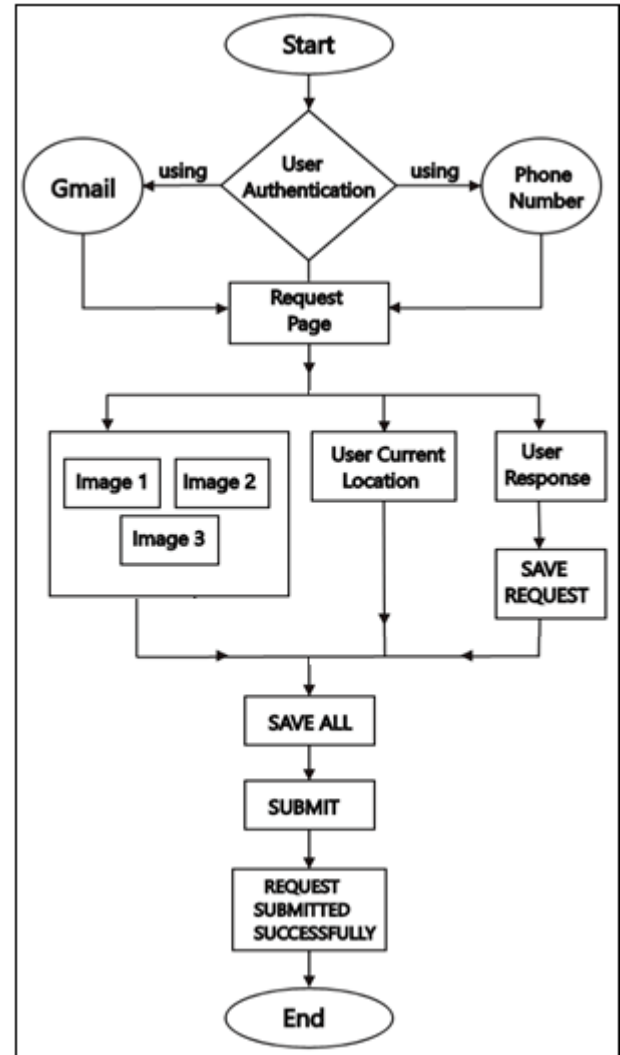 Start
using
User
Authentication
using
Gmail
Phone
Number
Request
Page
Image 1
Image 2
Image 3
User Current
Location
User
Response
SAVE
REQUEST
SAVE ALL
SUBMIT
REQUEST
SUBMITTED
SUCCESSFULLY
End